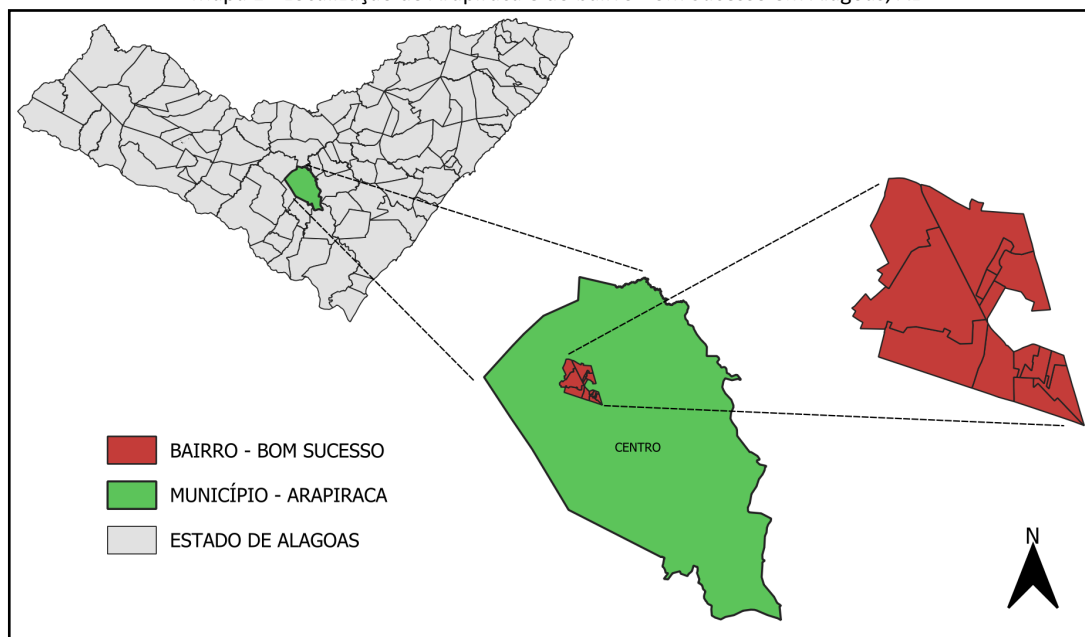 CENTRO
BAIRRO - BOM SUCESSO
MUNICÍPIO - ARAPIRACA
ESTADO DE ALAGOAS
N